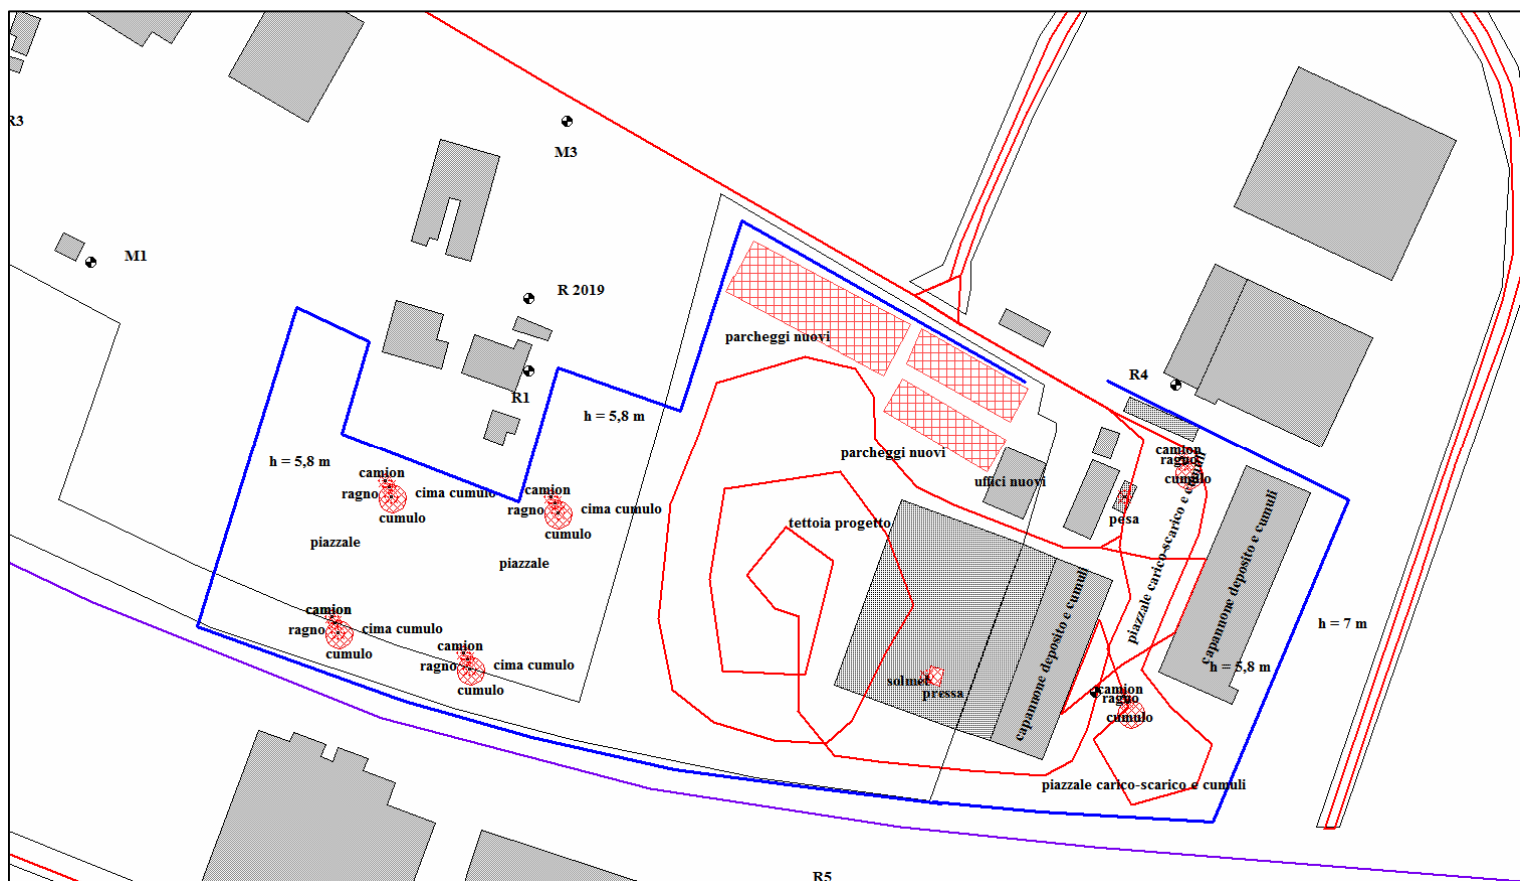 R3
M3
M1
R 2019
parcheggi nuovi
R4
R1
h = 5,8 m
parcheggi nuovi
h = 5,8 m
camion
ragno
cima cumulo
cumulo
camion
ragno
cima cumulo
cumulo
uffici nuovi
camion
ragno
cumulo
pesa
tettoia progetto
piazzale
piazzale
piazzale carico-scarico e cumuli
capannone deposito e cumuli
camion
ragno
cima cumulo
cumulo
camion
ragno
cima cumulo
cumulo
h = 7 m
h = 5,8 m
solmet
pressa
capannone deposito e cumuli
camion
ragno
cumulo
piazzale carico-scarico e cumuli
R5